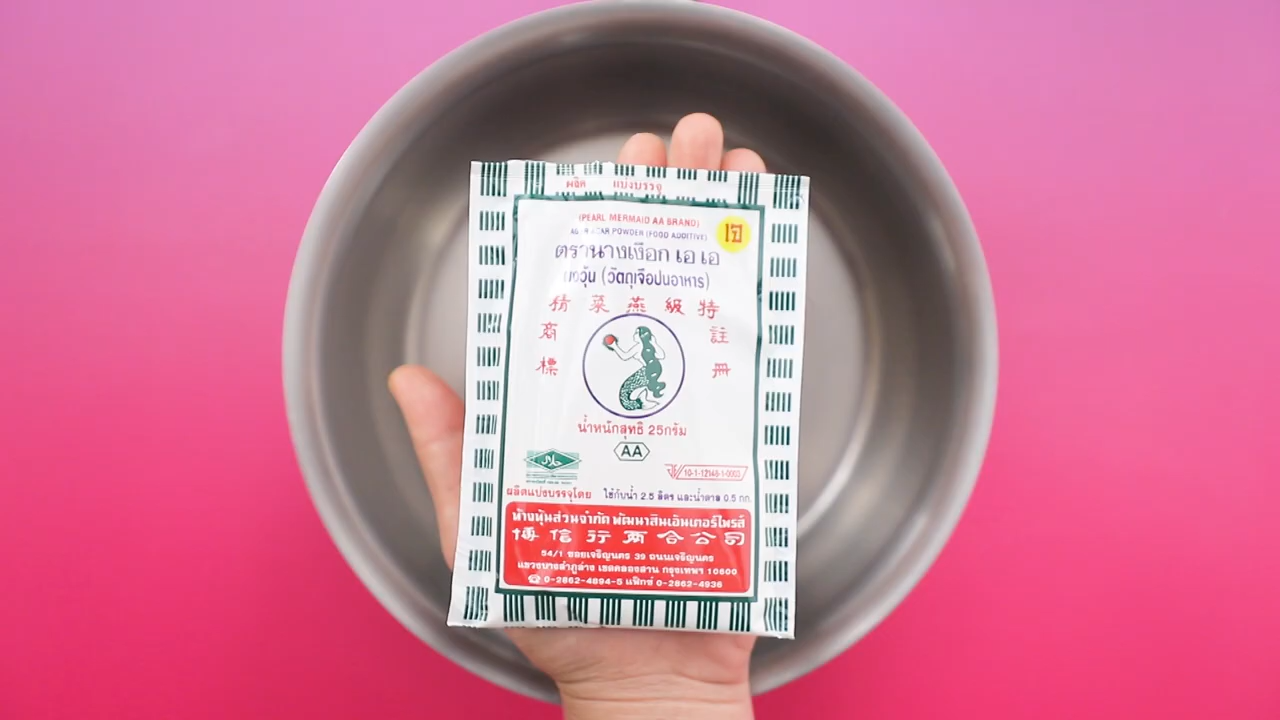 ผลิต แบ่งบรรจุ
(PEARL MERMAID AA BRAND)
AGAR AGAR POWDER (FOOD ADDITIVE)
เจ
ตรานางเงือก เอ เอ
ผงวุ้น (วัตถุเจือปนอาหาร)
精 菜 燕 級 特
商 註
標 冊
น้ำหนักสุทธิ 25กรัม
AA
حلال
10-1-12146-1-0003
ผลิตแบ่งบรรจุโดย ใช้กับน้ำ 2.5 ลิตร และน้ำตาล 0.5 กก.
ห้างหุ้นส่วนจำกัด พัฒนาสินเอ็นเตอร์ไพรส์
博 信 行 兩 合 公 司
54/1 ซอยเจริญนคร 39 ถนนเจริญนคร
แขวงบางลำภูล่าง เขตคลองสาน กรุงเทพฯ 10600
0-2862-4894-5 แฟ็กซ์ 0-2862-4936